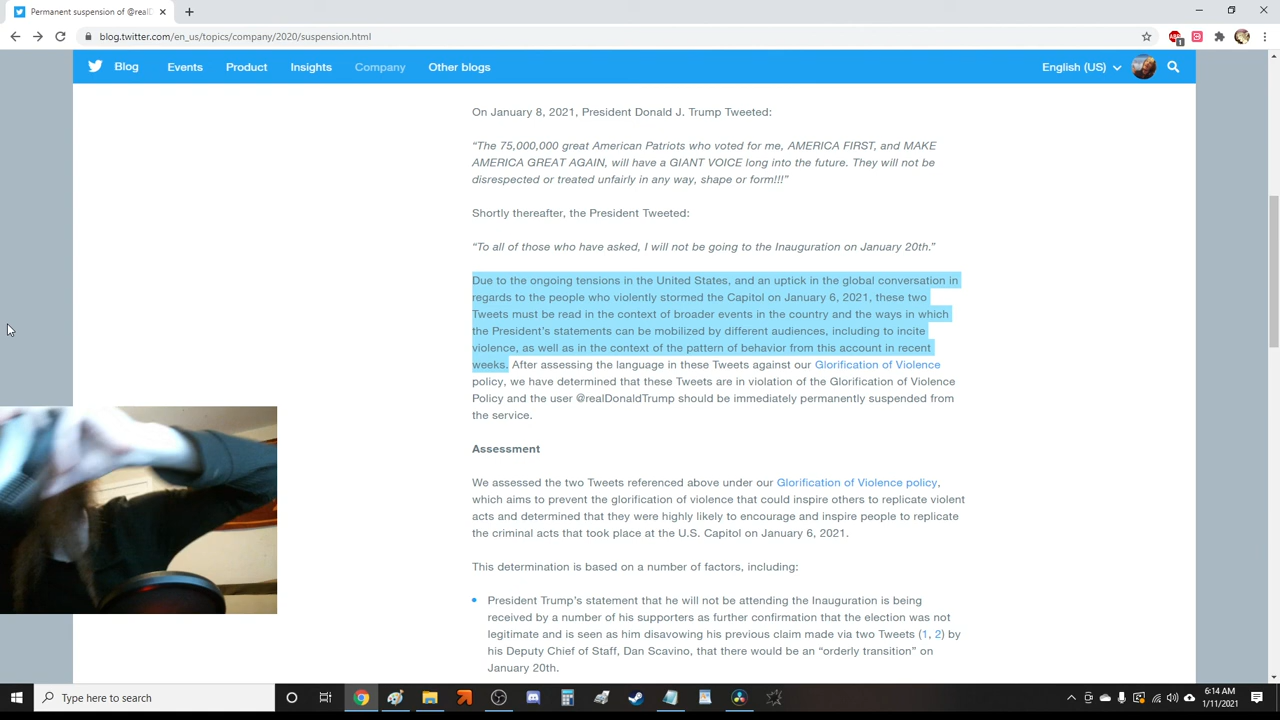 Permanent suspension of @realD
blog.twitter.com/en_us/topics/company/2020/suspension.html
1
Blog Events Product Insights Company Other blogs English (US)
On January 8, 2021, President Donald J. Trump Tweeted:
“The 75,000,000 great American Patriots who voted for me, AMERICA FIRST, and MAKE
AMERICA GREAT AGAIN, will have a GIANT VOICE long into the future. They will not be
disrespected or treated unfairly in any way, shape or form!!!”
Shortly thereafter, the President Tweeted:
“To all of those who have asked, I will not be going to the Inauguration on January 20th.”
Due to the ongoing tensions in the United States, and an uptick in the global conversation in
regards to the people who violently stormed the Capitol on January 6, 2021, these two
Tweets must be read in the context of broader events in the country and the ways in which
the President’s statements can be mobilized by different audiences, including to incite
violence, as well as in the context of the pattern of behavior from this account in recent
weeks. After assessing the language in these Tweets against our Glorification of Violence
policy, we have determined that these Tweets are in violation of the Glorification of Violence
Policy and the user @realDonaldTrump should be immediately permanently suspended from
the service.
Assessment
We assessed the two Tweets referenced above under our Glorification of Violence policy,
which aims to prevent the glorification of violence that could inspire others to replicate violent
acts and determined that they were highly likely to encourage and inspire people to replicate
the criminal acts that took place at the U.S. Capitol on January 6, 2021.
This determination is based on a number of factors, including:
• President Trump’s statement that he will not be attending the Inauguration is being
received by a number of his supporters as further confirmation that the election was not
legitimate and is seen as him disavowing his previous claim made via two Tweets (1, 2) by
his Deputy Chief of Staff, Dan Scavino, that there would be an “orderly transition” on
January 20th.
Type here to search
6:14 AM
1/11/2021